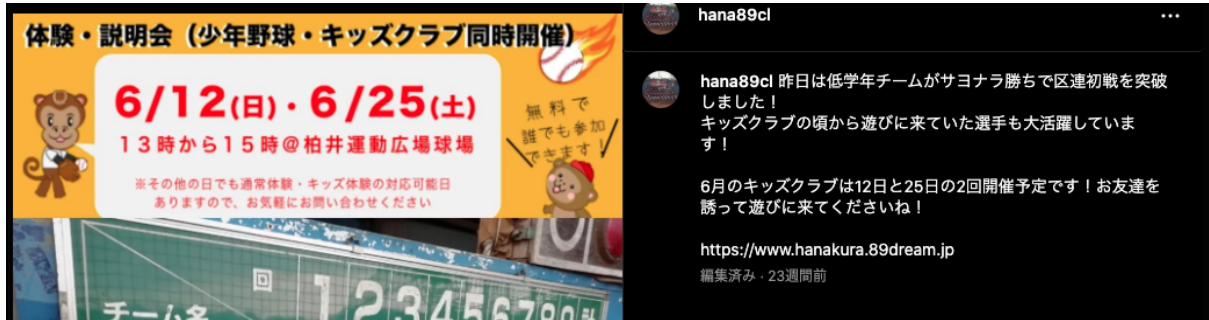 体験・説明会（少年野球・キッズクラブ同時開催）
6/12(日)・6/25(土)
13時から15時@柏井運動広場球場
※その他の日でも通常体験・キッズ体験の対応可能日
ありますので、お気軽にお問い合わせください
無料で
誰でも参加
できます！
チーム名
1 2 3 4 5 6 7 8 9 計
hana89cl
hana89cl 昨日は低学年チームがサヨナラ勝ちで区連初戦を突破
しました！
キッズクラブの頃から遊びに来ていた選手も大活躍していま
す！
6月のキッズクラブは12日と25日の2回開催予定です！お友達を
誘って遊びに来てくださいね！
https://www.hanakura.89dream.jp
編集済み・23週間前